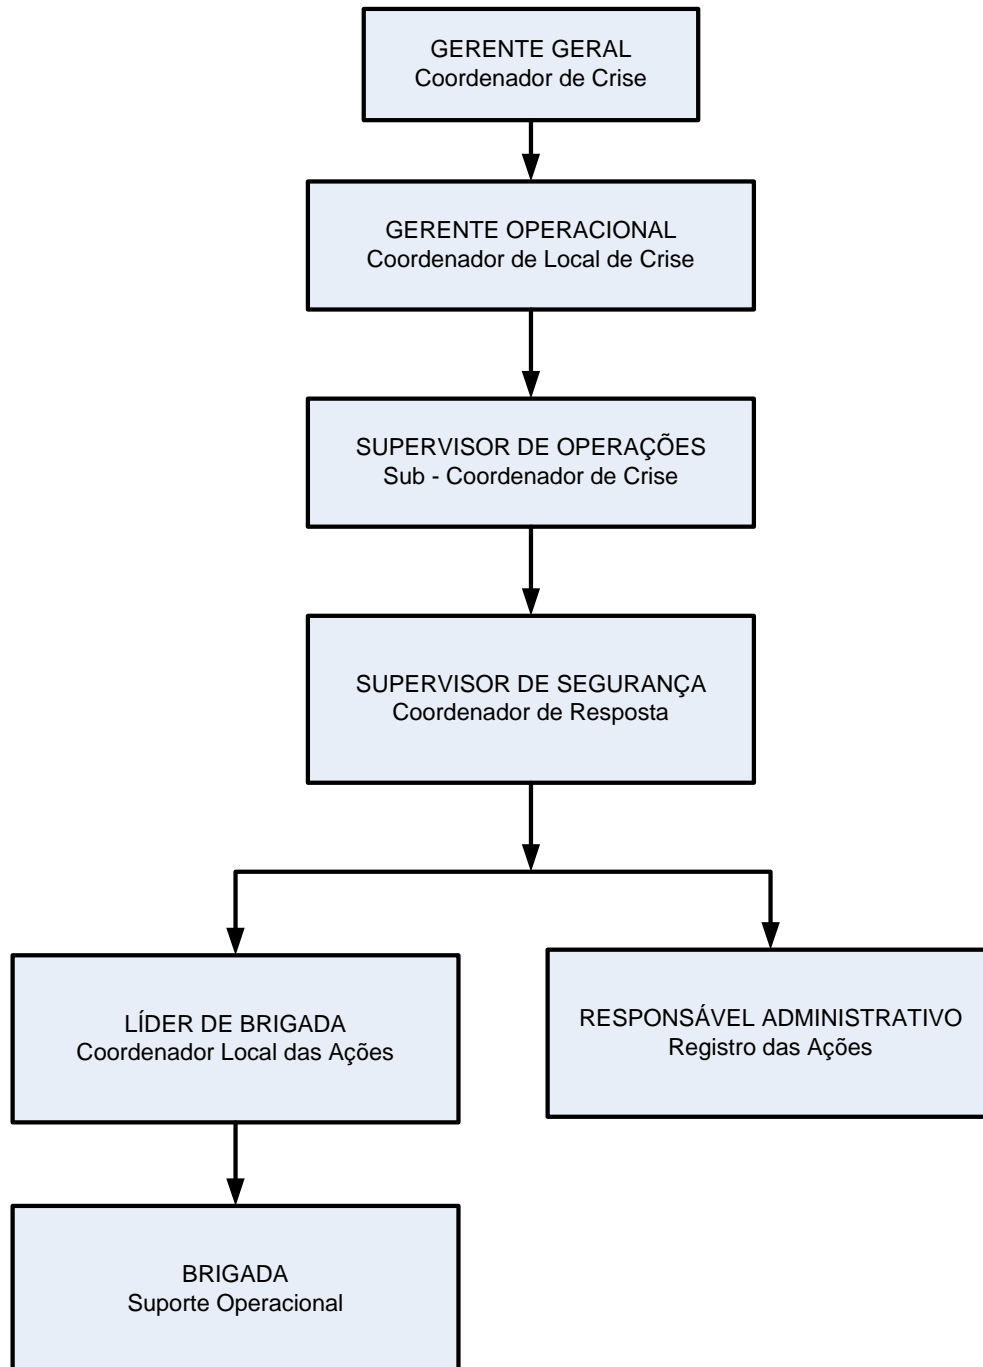 GERENTE GERAL
Coordenador de Crise
GERENTE OPERACIONAL
Coordenador de Local de Crise
SUPERVISOR DE OPERAÇÕES
Sub - Coordenador de Crise
SUPERVISOR DE SEGURANÇA
Coordenador de Resposta
LÍDER DE BRIGADA
Coordenador Local das Ações
RESPONSÁVEL ADMINISTRATIVO
Registro das Ações
BRIGADA
Suporte Operacional